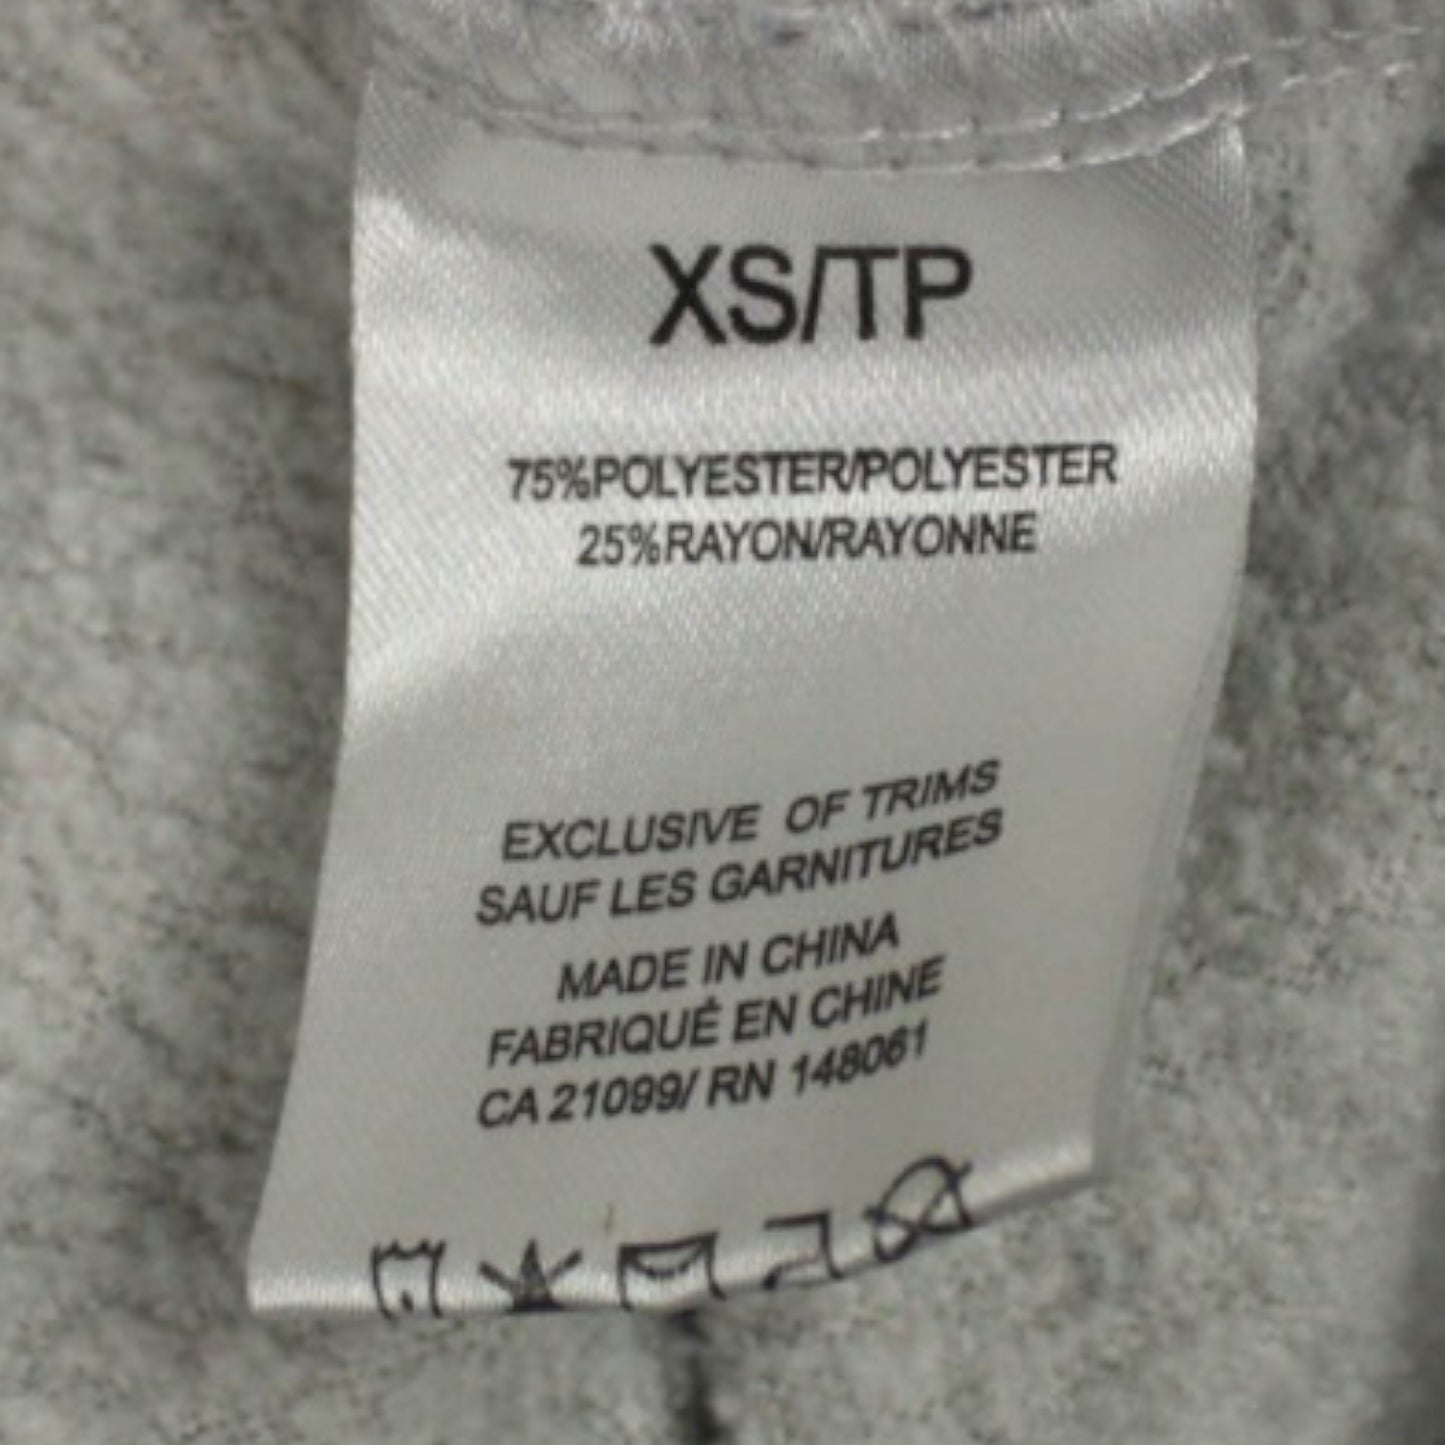 XS/TP
75%POLYESTER/POLYESTER
25%RAYON/RAYONNE
EXCLUSIVE OF TRIMS
SAUF LES GARNITURES
MADE IN CHINA
FABRIQUÉ EN CHINE
CA 21099/ RN 148061